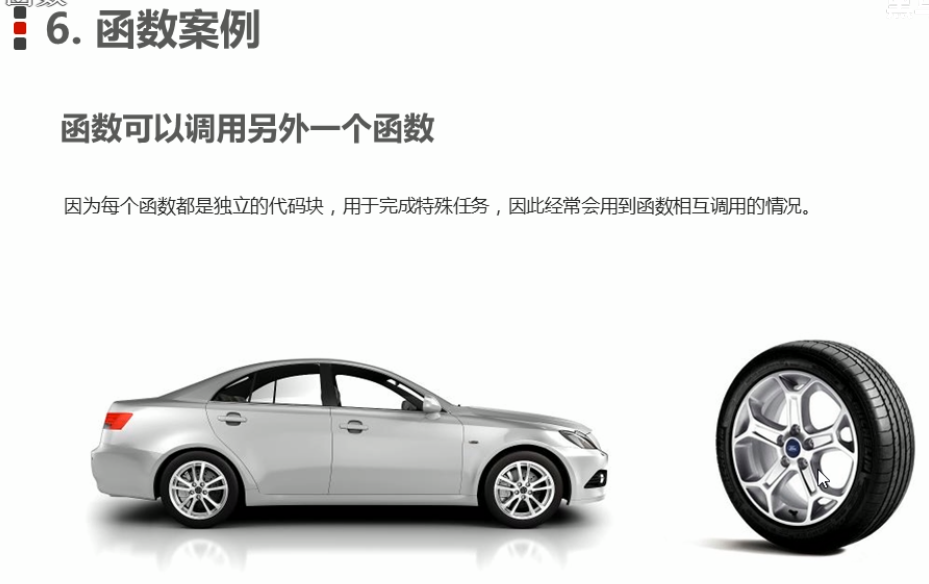 6. 函数案例
函数可以调用另外一个函数
因为每个函数都是独立的代码块，用于完成特殊任务，因此经常会用到函数相互调用的情况。